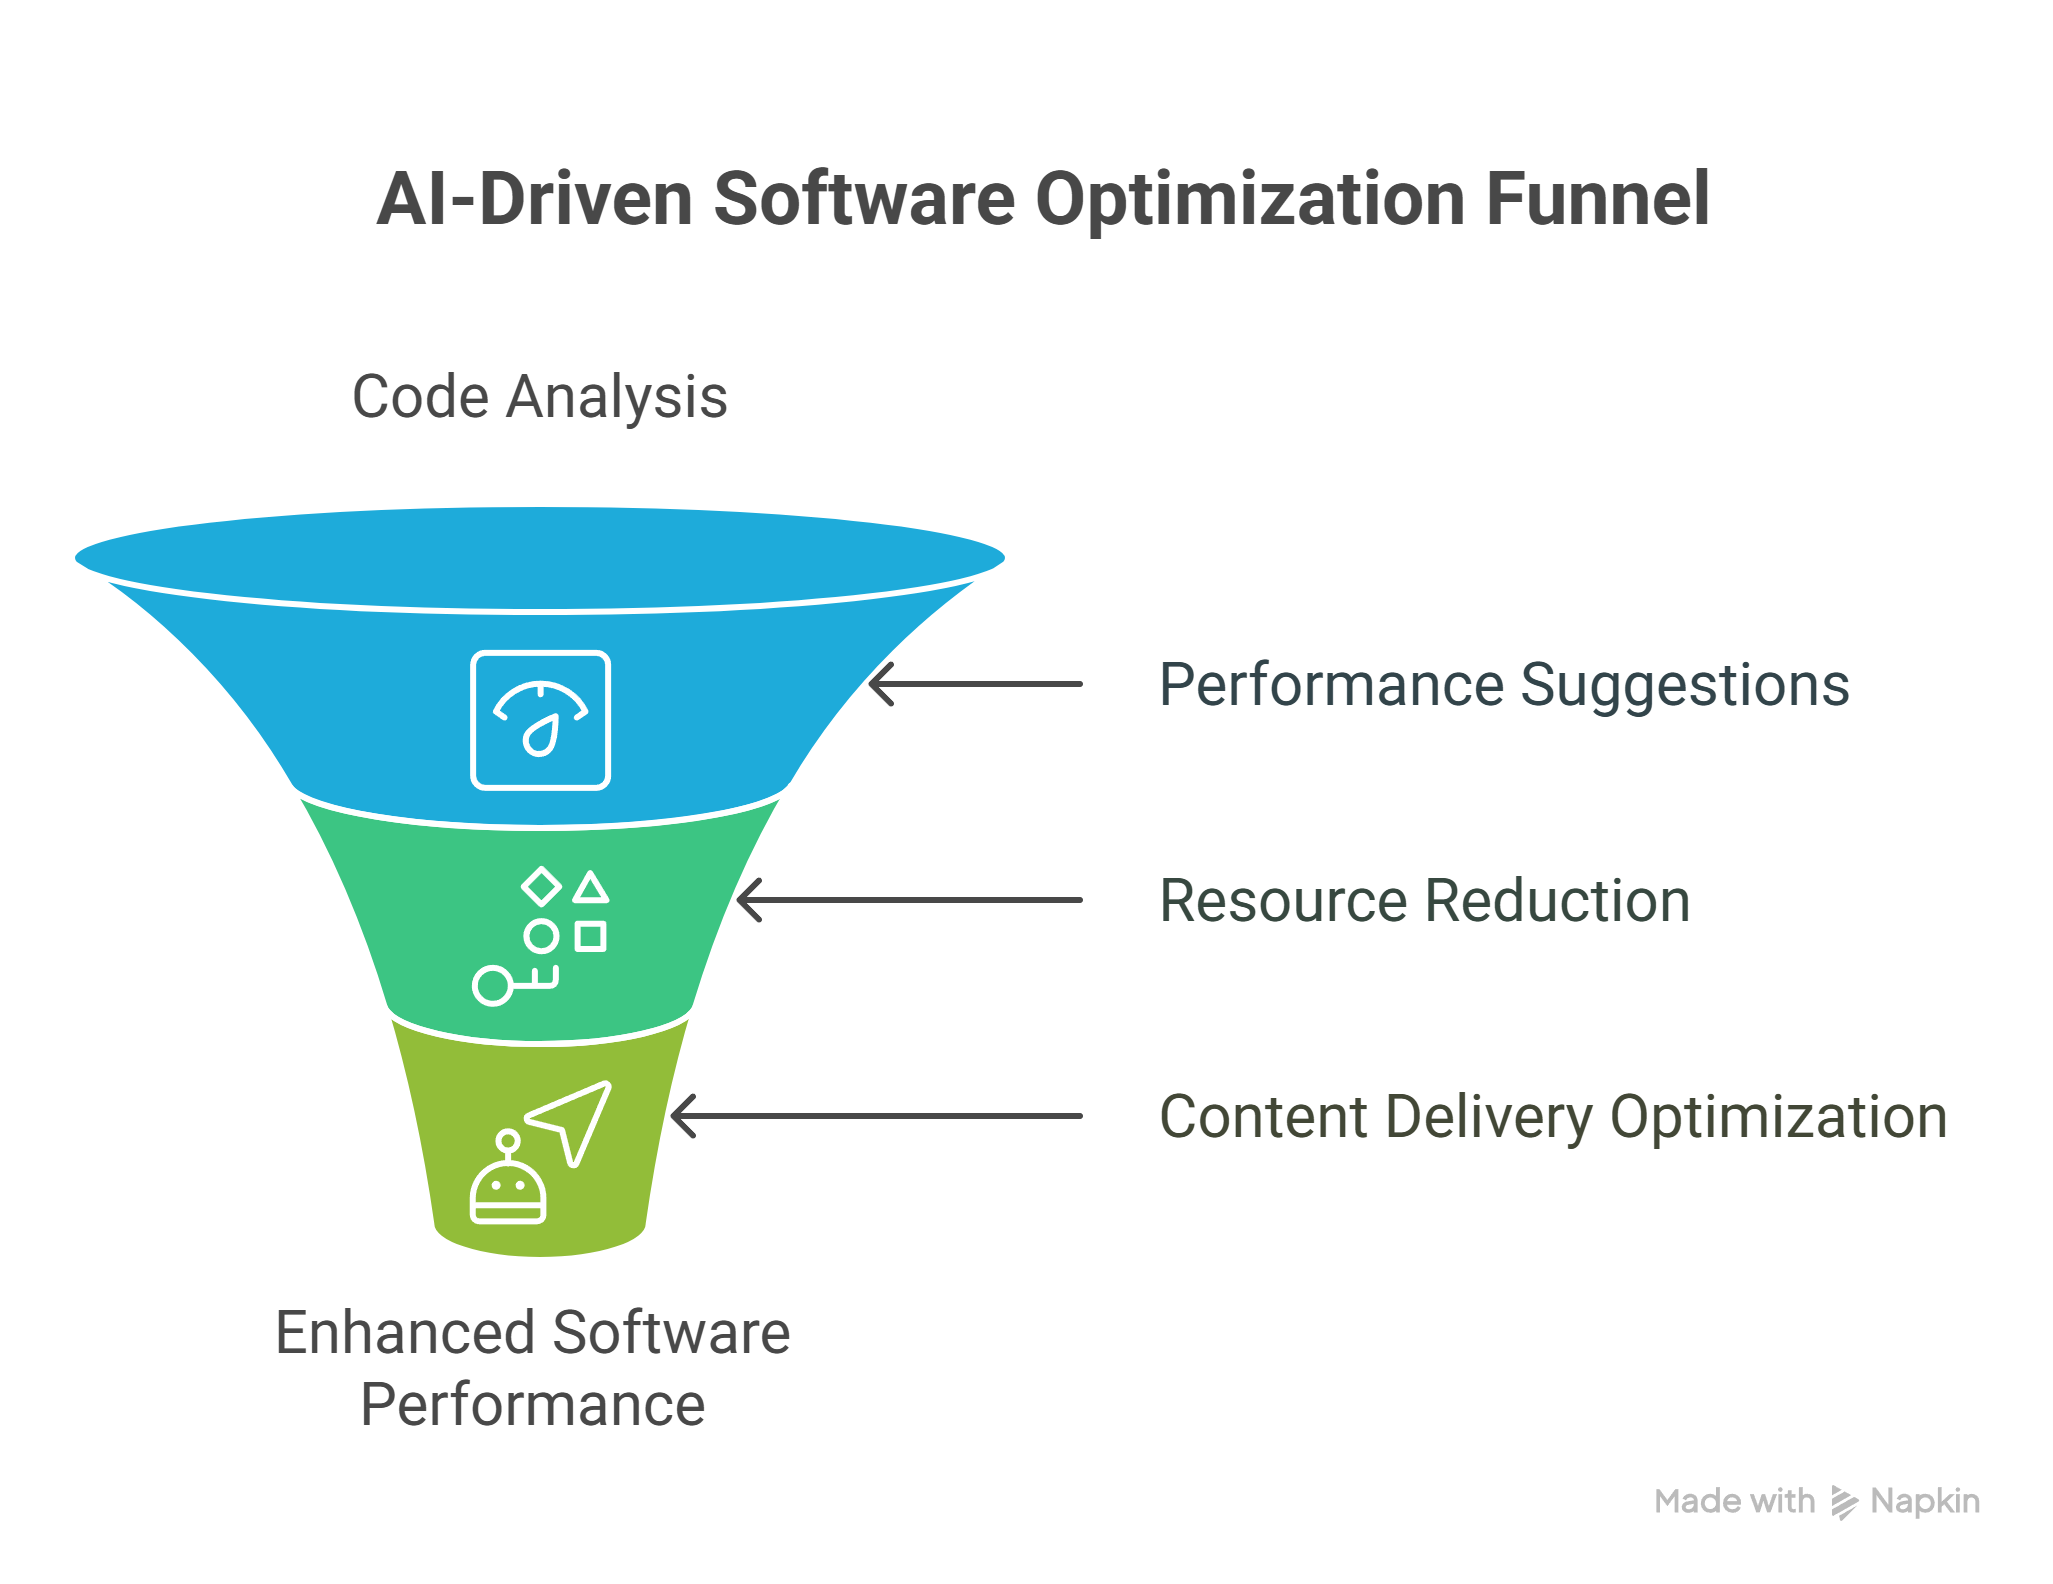 AI-Driven Software Optimization Funnel
Code Analysis
Performance Suggestions
Resource Reduction
Content Delivery Optimization
Enhanced Software
Performance
Made with Napkin